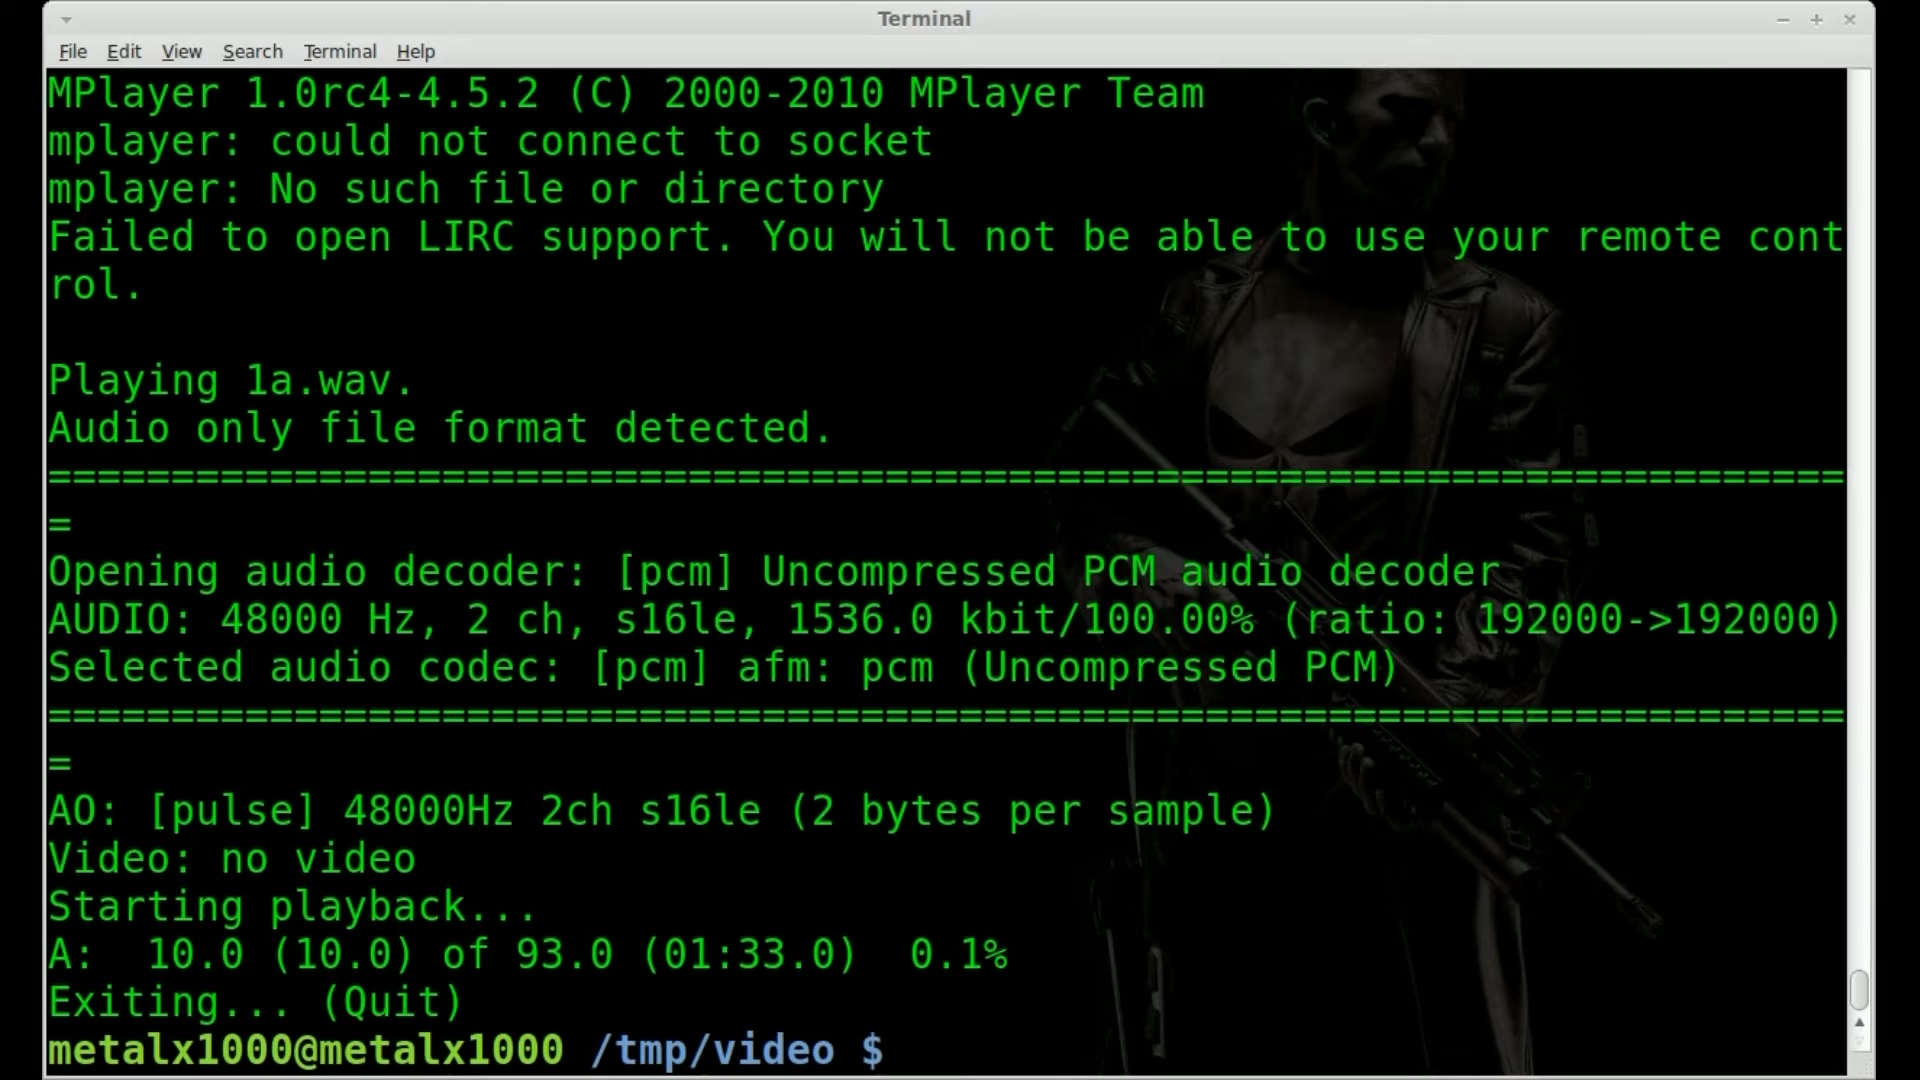 Terminal
File Edit View Search Terminal Help
MPlayer 1.0rc4-4.5.2 (C) 2000-2010 MPlayer Team
mplayer: could not connect to socket
mplayer: No such file or directory
Failed to open LIRC support. You will not be able to use your remote cont
rol.
Playing 1a.wav.
Audio only file format detected.
=========================================================================
=
Opening audio decoder: [pcm] Uncompressed PCM audio decoder
AUDIO: 48000 Hz, 2 ch, s16le, 1536.0 kbit/100.00% (ratio: 192000->192000)
Selected audio codec: [pcm] afm: pcm (Uncompressed PCM)
=========================================================================
=
AO: [pulse] 48000Hz 2ch s16le (2 bytes per sample)
Video: no video
Starting playback...
A:  10.0 (10.0) of 93.0 (01:33.0)  0.1%
Exiting... (Quit)
metalx1000@metalx1000 /tmp/video $